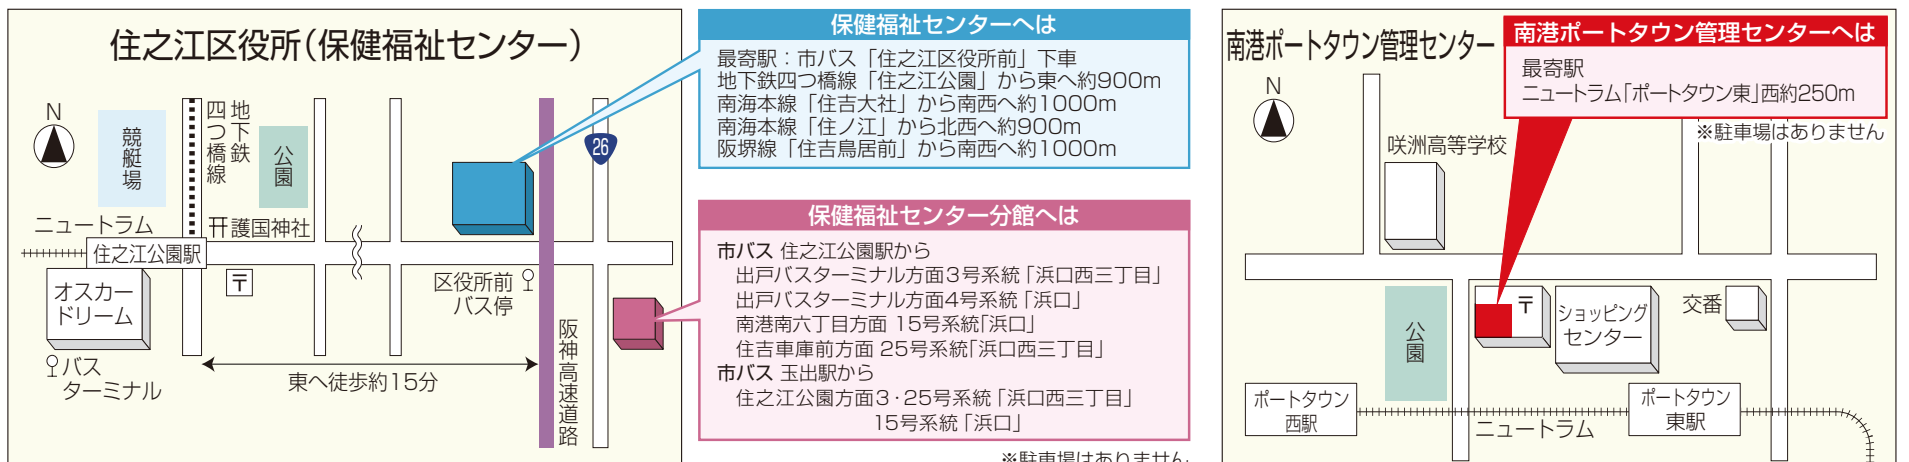 住之江区役所(保健福祉センター)
N
競艇場
地下鉄
四つ橋線
公園
26
ニュートラム
护国神社
住之江公園駅
〒
オスカー
ドリーム
区役所前
バス停
バス
ターミナル
東へ徒歩約15分
阪神高速道路
保健福祉センターへは
最寄駅:市バス「住之江区役所前」下車
地下鉄四つ橋線「住之江公園」から東へ約900m
南海本線「住吉大社」から南西へ約1000m
南海本線「住ノ江」から北西へ約900m
阪堺線「住吉鳥居前」から南西へ約1000m
保健福祉センター分館へは
市バス 住之江公園駅から
出戸バスターミナル方面3号系統「浜口西三丁目」
出戸バスターミナル方面4号系統「浜口」
南港南六丁目方面 15号系統「浜口」
住吉車庫前方面 25号系統「浜口西三丁目」
市バス 玉出駅から
住之江公園方面3・25号系統「浜口西三丁目」
15号系統「浜口」
※駐車場はありません
南港ポートタウン管理センター
南港ポートタウン管理センターへは
最寄駅
ニュートラム「ポートタウン東」西約250m
※駐車場はありません
N
咲洲高等学校
公園
〒
ショッピング
センター
交番
ポートタウン
西駅
ニュートラム
ポートタウン
東駅